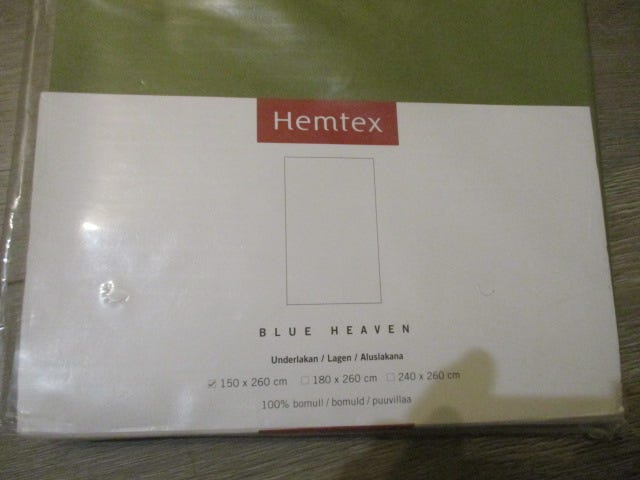 Hemtex
BLUE HEAVEN
Underlakan / Lagen / Aluslakana
☑ 150 x 260 cm ☐ 180 x 260 cm ☐ 240 x 260 cm
100% bomull / bomuld / puuvillaa